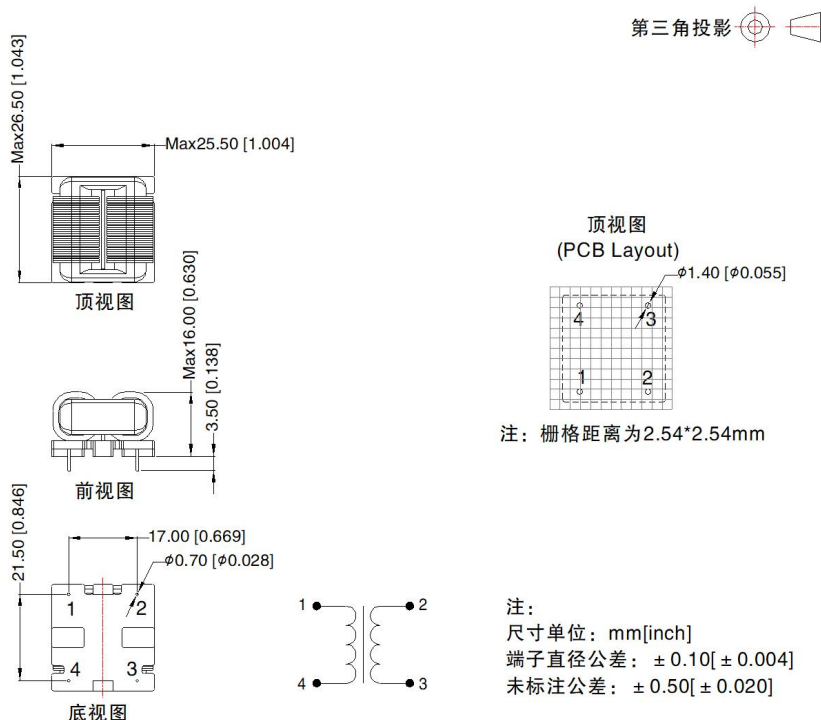 第三角投影
Max26.50 [1.043]
Max25.50 [1.004]
顶视图
Max16.00 [0.630]
3.50 [0.138]
前视图
顶视图
(PCB Layout)
φ1.40 [φ0.055]
4 3
1 2
注：栅格距离为2.54*2.54mm
21.50 [0.846]
17.00 [0.669]
φ0.70 [φ0.028]
1 2
4 3
底视图
1 2
4 3
注：
尺寸单位：mm[inch]
端子直径公差：±0.10[±0.004]
未标注公差：±0.50[±0.020]